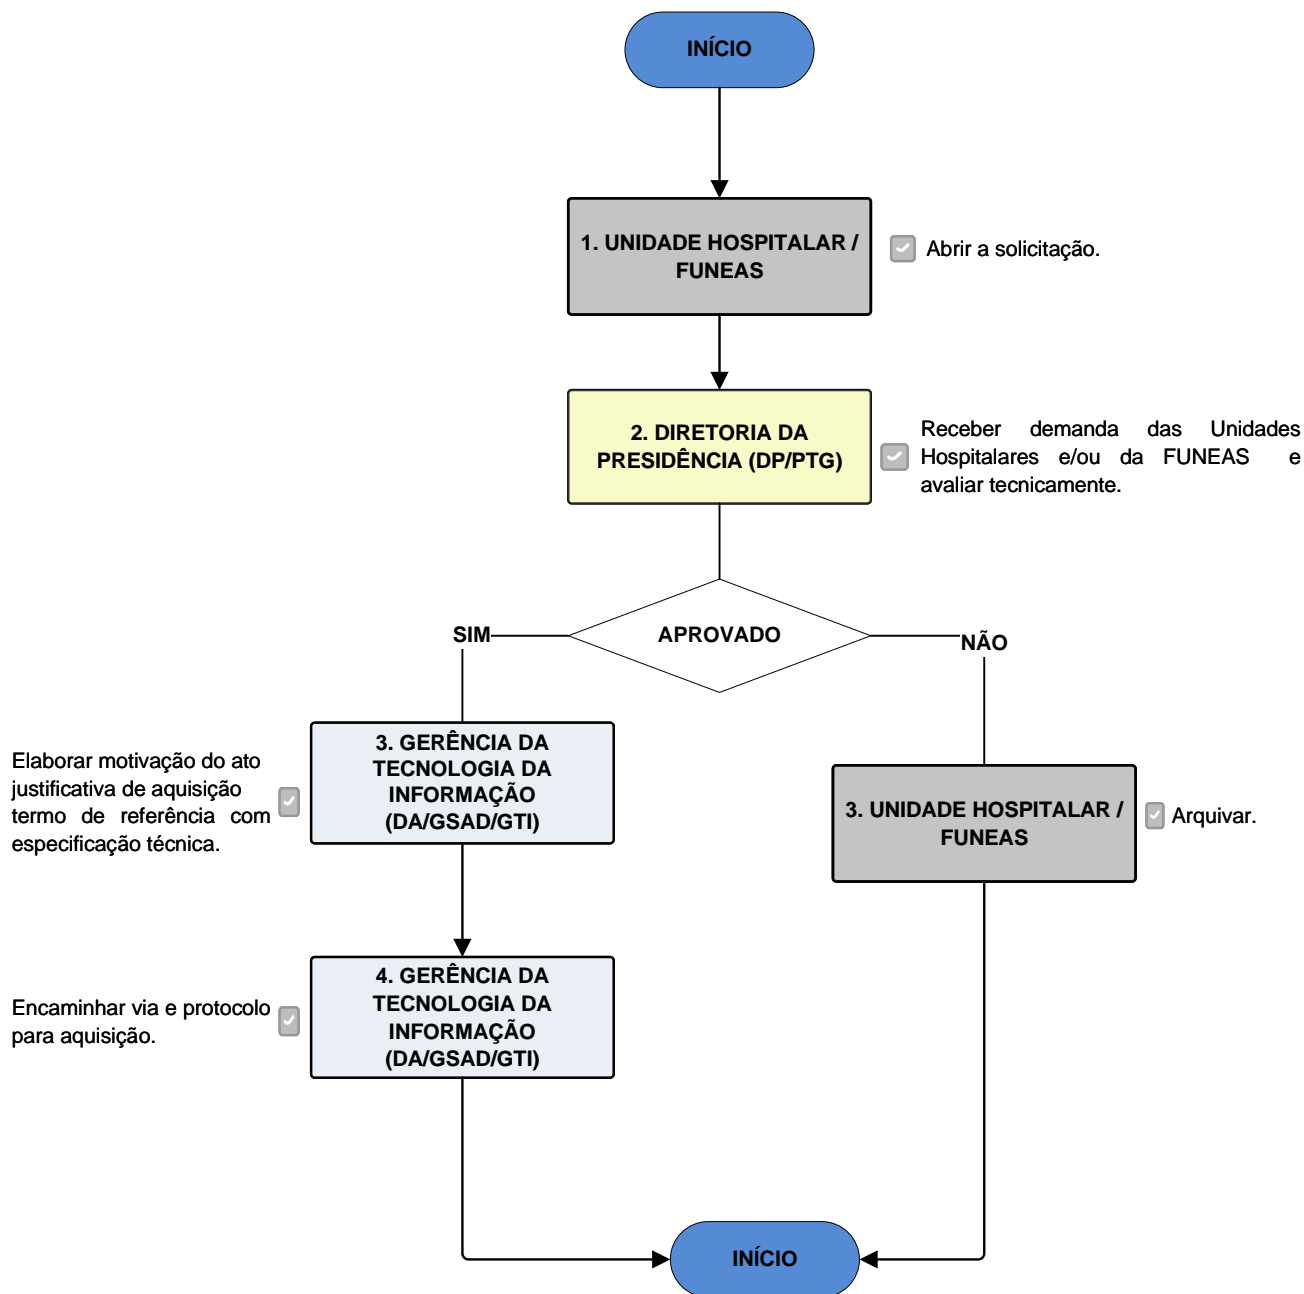 INÍCIO
1. UNIDADE HOSPITALAR /
FUNEAS
Abrir a solicitação.
2. DIRETORIA DA
PRESIDÊNCIA (DP/PTG)
Receber demanda das Unidades
Hospitalares e/ou da FUNEAS e
avaliar tecnicamente.
APROVADO
SIM
NÃO
3. GERÊNCIA DA
TECNOLOGIA DA
INFORMAÇÃO
(DA/GSAD/GTI)
Elaborar motivação do ato
justificativa de aquisição
termo de referência com
especificação técnica.
3. UNIDADE HOSPITALAR /
FUNEAS
Arquivar.
4. GERÊNCIA DA
TECNOLOGIA DA
INFORMAÇÃO
(DA/GSAD/GTI)
Encaminhar via e protocolo
para aquisição.
INÍCIO